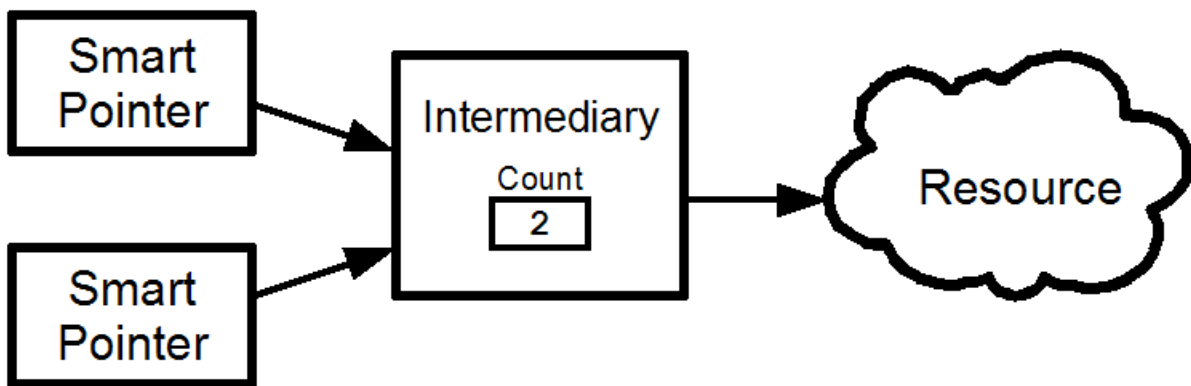 Smart
Pointer
Intermediary
Count
2
Resource
Smart
Pointer